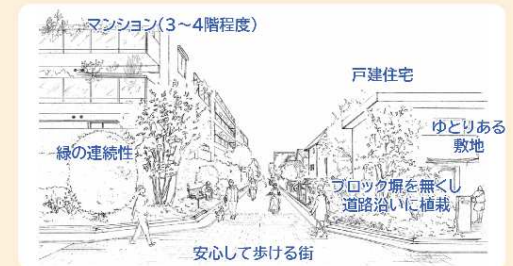 マンション(3～4階程度)
戸建住宅
ゆとりある
敷地
緑の連続性
ブロック塀を無くし
道路沿いに植栽
安心して歩ける街